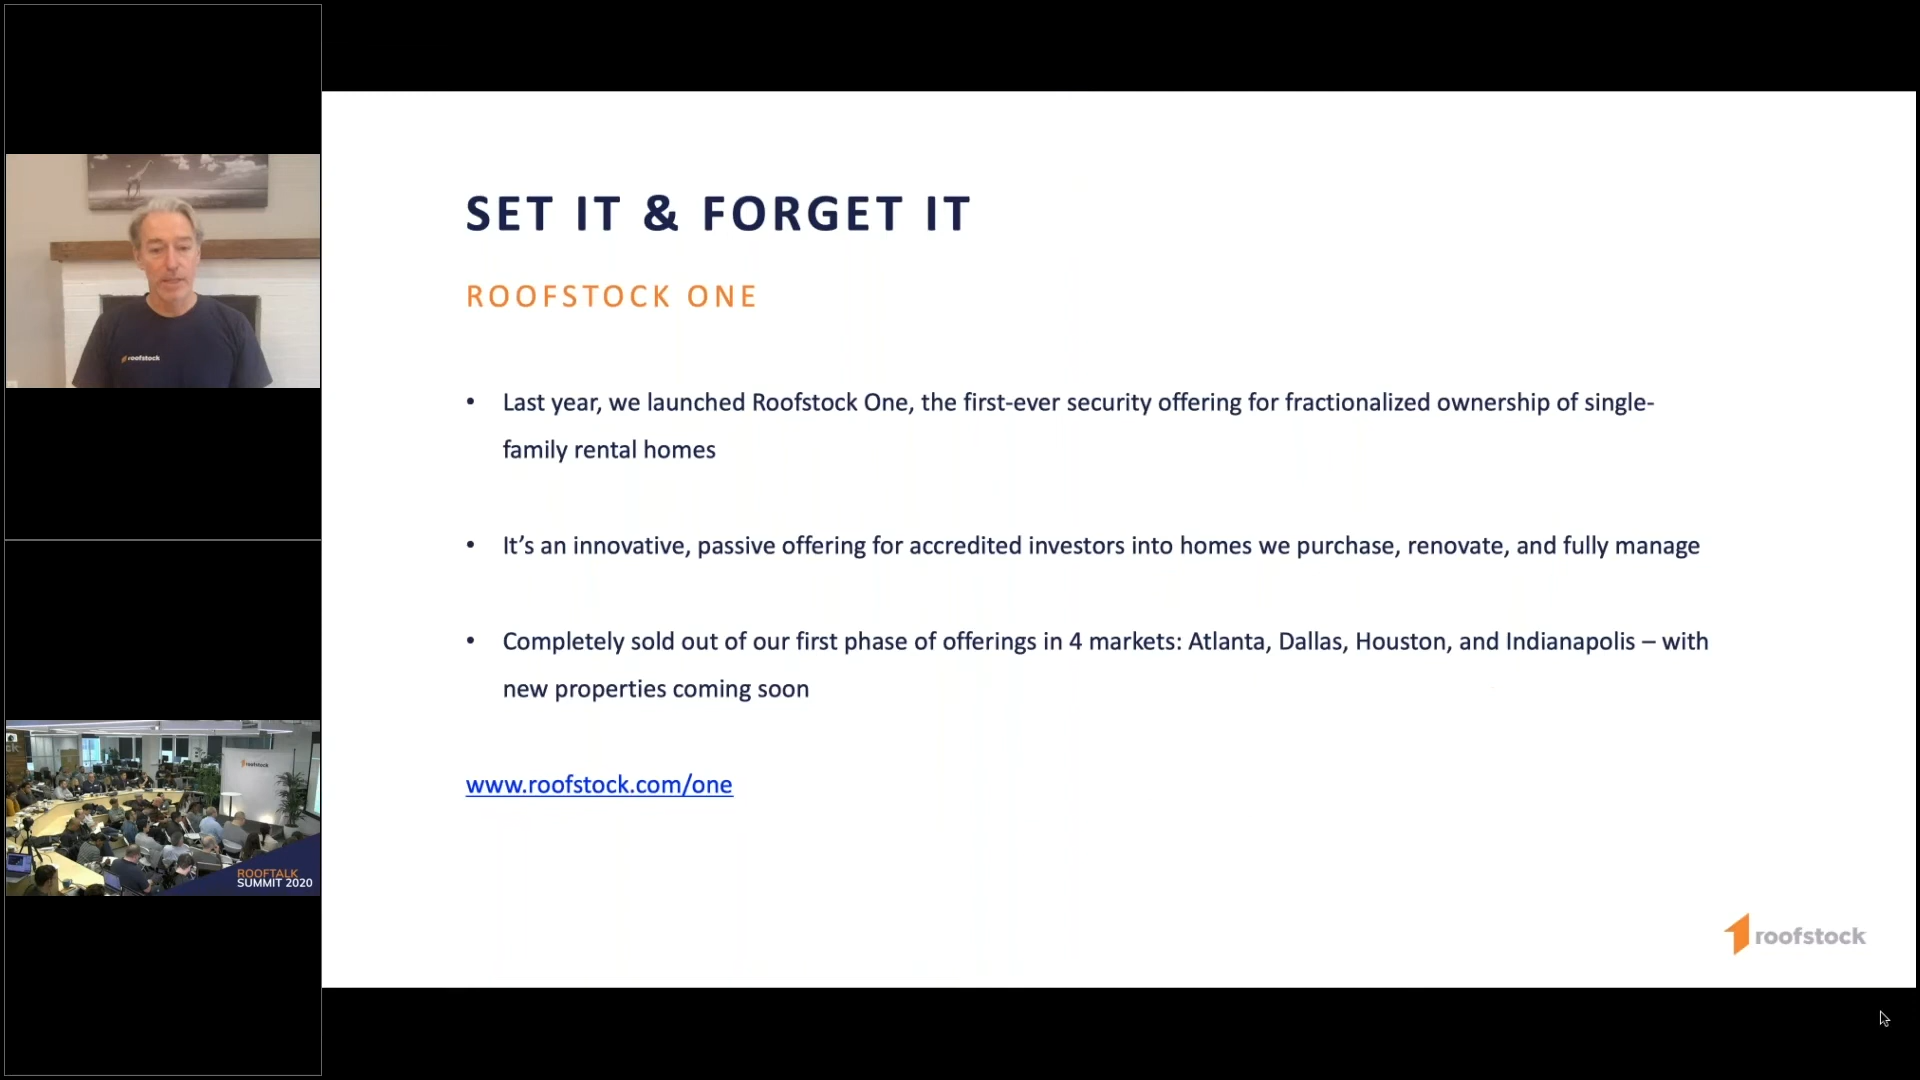 SET IT & FORGET IT
ROOFSTOCK ONE
• Last year, we launched Roofstock One, the first-ever security offering for fractionalized ownership of single-
family rental homes
• It’s an innovative, passive offering for accredited investors into homes we purchase, renovate, and fully manage
• Completely sold out of our first phase of offerings in 4 markets: Atlanta, Dallas, Houston, and Indianapolis – with
new properties coming soon
www.roofstock.com/one
roofstock
roofstock
roofstock
ROOFTALK
SUMMIT 2020